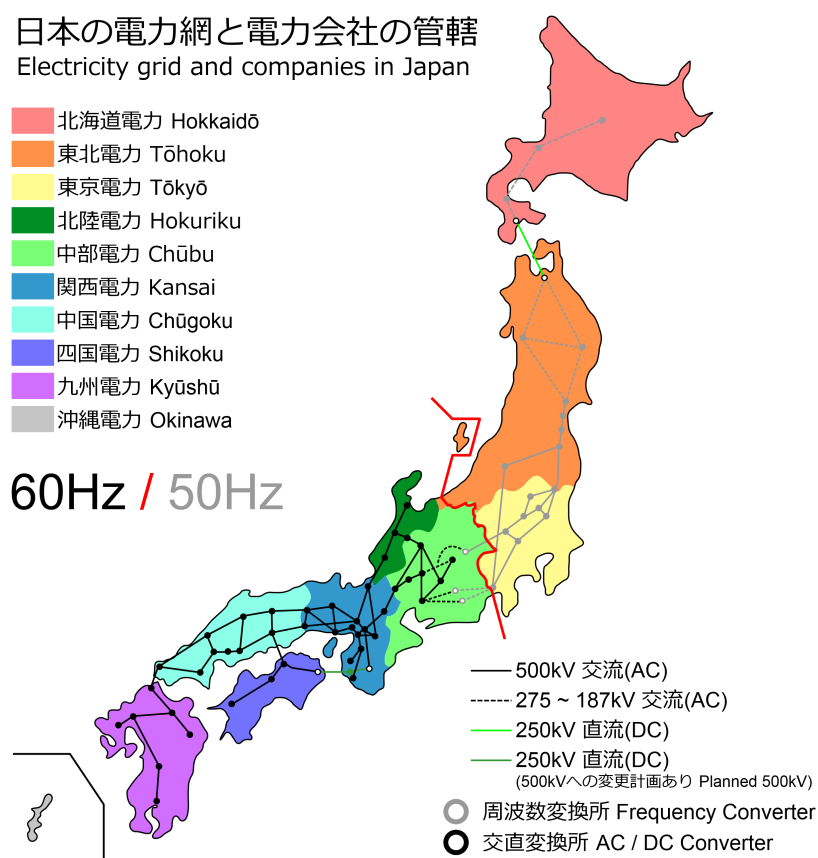 日本の電力網と電力会社の管轄
Electricity grid and companies in Japan
北海道電力 Hokkaidō
東北電力 Tōhoku
東京電力 Tōkyō
北陸電力 Hokuriku
中部電力 Chūbu
関西電力 Kansai
中国電力 Chūgoku
四国電力 Shikoku
九州電力 Kyūshū
沖縄電力 Okinawa
60Hz / 50Hz
500kV 交流(AC)
275 ~ 187kV 交流(AC)
250kV 直流(DC)
250kV 直流(DC)
(500kVへの変更計画あり Planned 500kV)
周波数変換所 Frequency Converter
交直変換所 AC / DC Converter